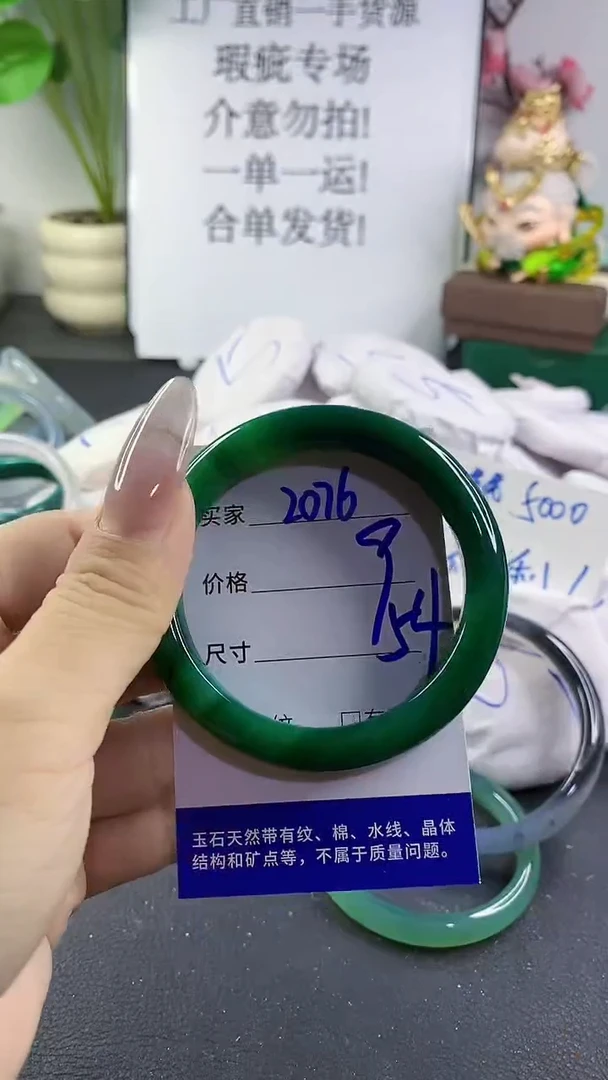 工厂直销一手货源
瑕疵专场
介意勿拍!
一单一运!
合单发货!
5000
买家 2076
价格 9
尺寸 54
玉石天然带有纹、棉、水线、晶体
结构和矿点等，不属于质量问题。